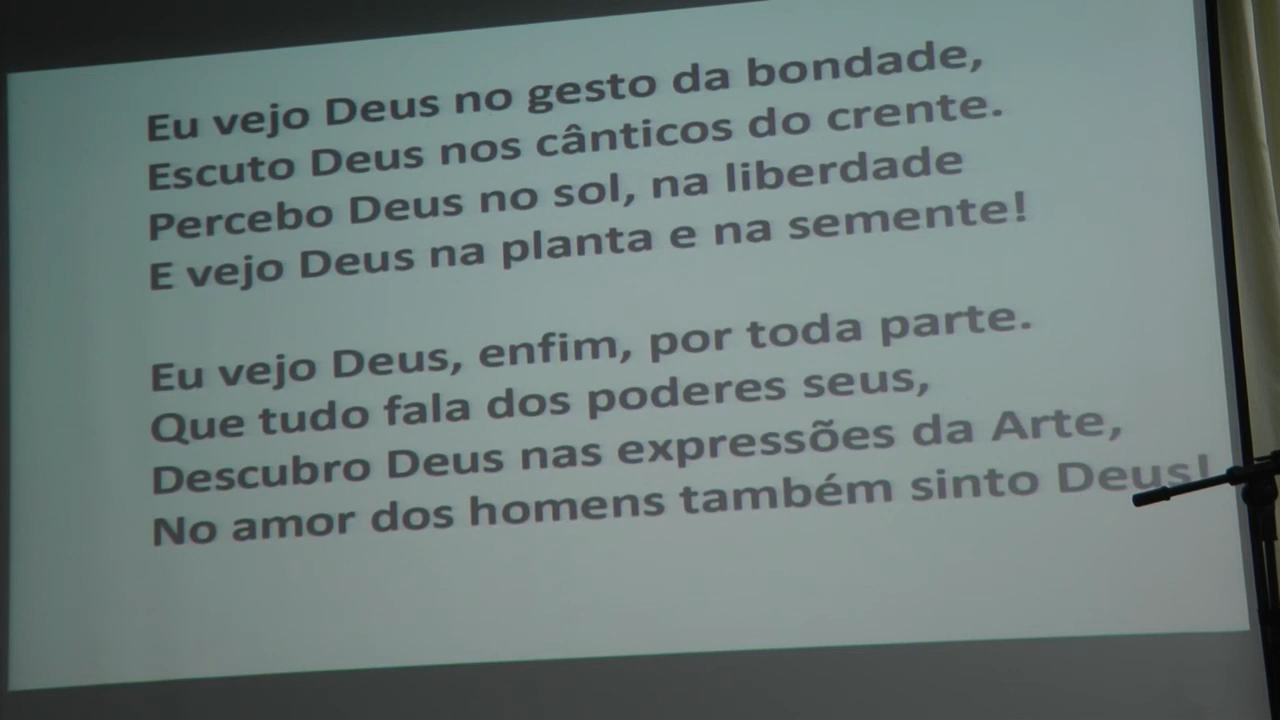 Eu vejo Deus no gesto da bondade,
Escuto Deus nos cânticos do crente.
Percebo Deus no sol, na liberdade
E vejo Deus na planta e na semente!
Eu vejo Deus, enfim, por toda parte.
Que tudo fala dos poderes seus,
Descubro Deus nas expressões da Arte,
No amor dos homens também sinto Deus!